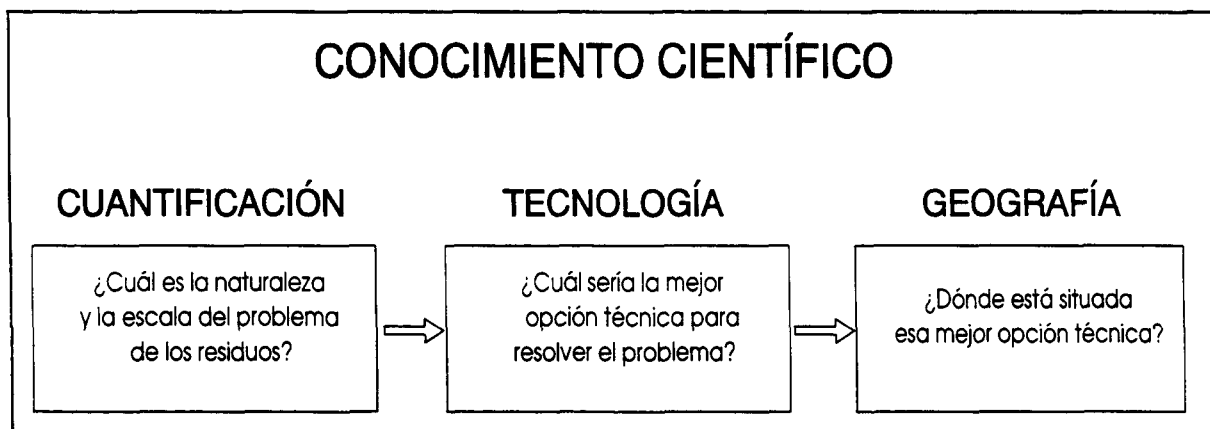 CONOCIMIENTO CIENTÍFICO
CUANTIFICACIÓN
¿Cuál es la naturaleza
y la escala del problema
de los residuos?
TECNOLOGÍA
¿Cuál sería la mejor
opción técnica para
resolver el problema?
GEOGRAFÍA
¿Dónde está situada
esa mejor opción técnica?